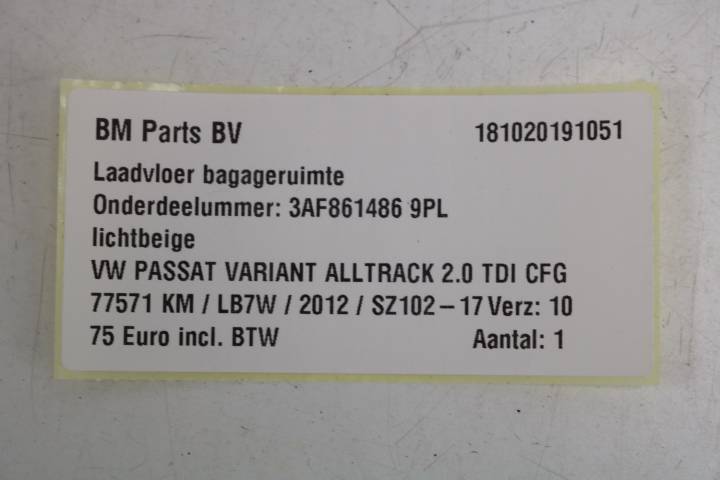 BM Parts BV 181020191051
Laadvloer bagageruimte
Onderdeelummer: 3AF861486 9PL
lichtbeige
VW PASSAT VARIANT ALLTRACK 2.0 TDI CFG
77571 KM / LB7W / 2012 / SZ102 – 17 Verz: 10
75 Euro incl. BTW Aantal: 1